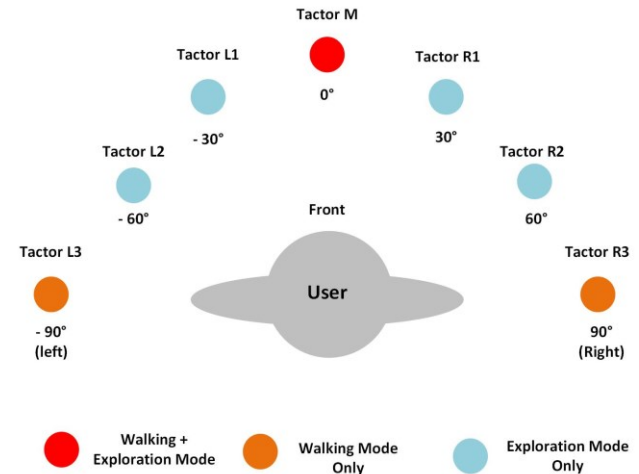 Tactor M
Tactor L1
Tactor R1
0°
- 30°
30°
Tactor L2
Tactor R2
- 60°
60°
Front
Tactor L3
Tactor R3
User
- 90°
(left)
90°
(Right)
Walking +
Exploration Mode
Walking Mode
Only
Exploration Mode
Only